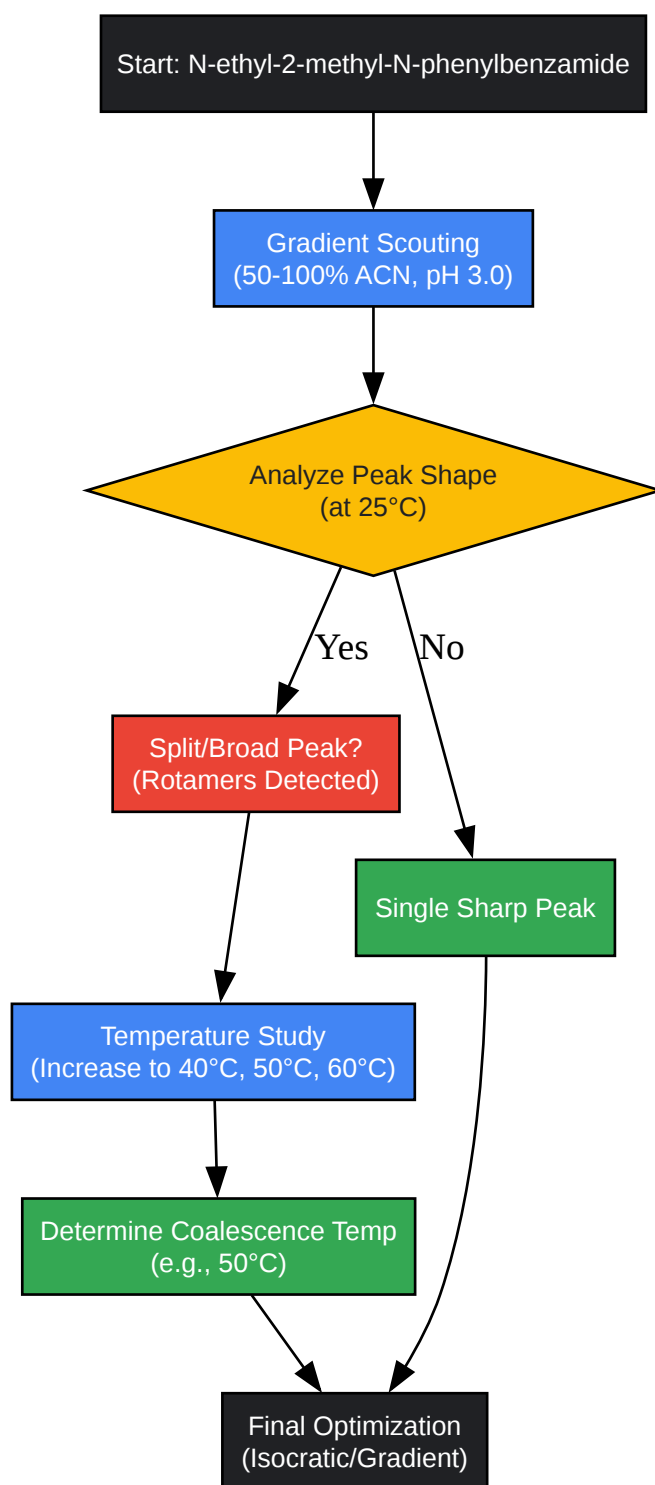 Start: N-ethyl-2-methyl-N-phenylbenzamide
Gradient Scouting
(50-100% ACN, pH 3.0)
Analyze Peak Shape
(at 25°C)
Yes
No
Split/Broad Peak?
(Rotamers Detected)
Single Sharp Peak
Temperature Study
(Increase to 40°C, 50°C, 60°C)
Determine Coalescence Temp
(e.g., 50°C)
Final Optimization
(Isocratic/Gradient)